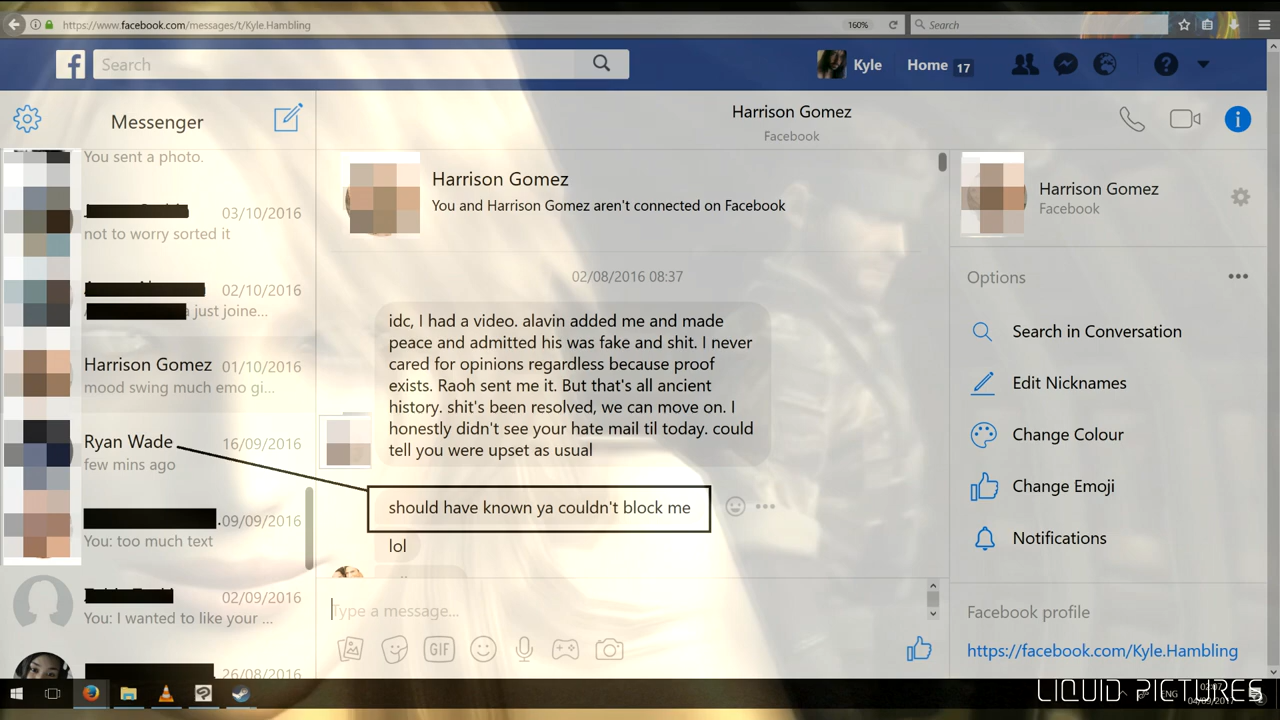 https://www.facebook.com/messages/t/Kyle.Hambling
160%
Search
Search
Kyle
Home 17
Messenger
Harrison Gomez
Facebook
You sent a photo.
03/10/2016
not to worry sorted it
02/10/2016
a just joine...
Harrison Gomez 01/10/2016
mood swing much emo gi...
Ryan Wade 16/09/2016
few mins ago
09/09/2016
You: too much text
02/09/2016
You: I wanted to like your ...
26/08/2016
Harrison Gomez
You and Harrison Gomez aren't connected on Facebook
02/08/2016 08:37
idc, I had a video. alavin added me and made
peace and admitted his was fake and shit. I never
cared for opinions regardless because proof
exists. Raoh sent me it. But that's all ancient
history. shit's been resolved, we can move on. I
honestly didn't see your hate mail til today. could
tell you were upset as usual
should have known ya couldn't block me
lol
Type a message...
GIF
Harrison Gomez
Facebook
Options
Search in Conversation
Edit Nicknames
Change Colour
Change Emoji
Notifications
Facebook profile
https://facebook.com/Kyle.Hambling
ENG
LIQUID PICTURES